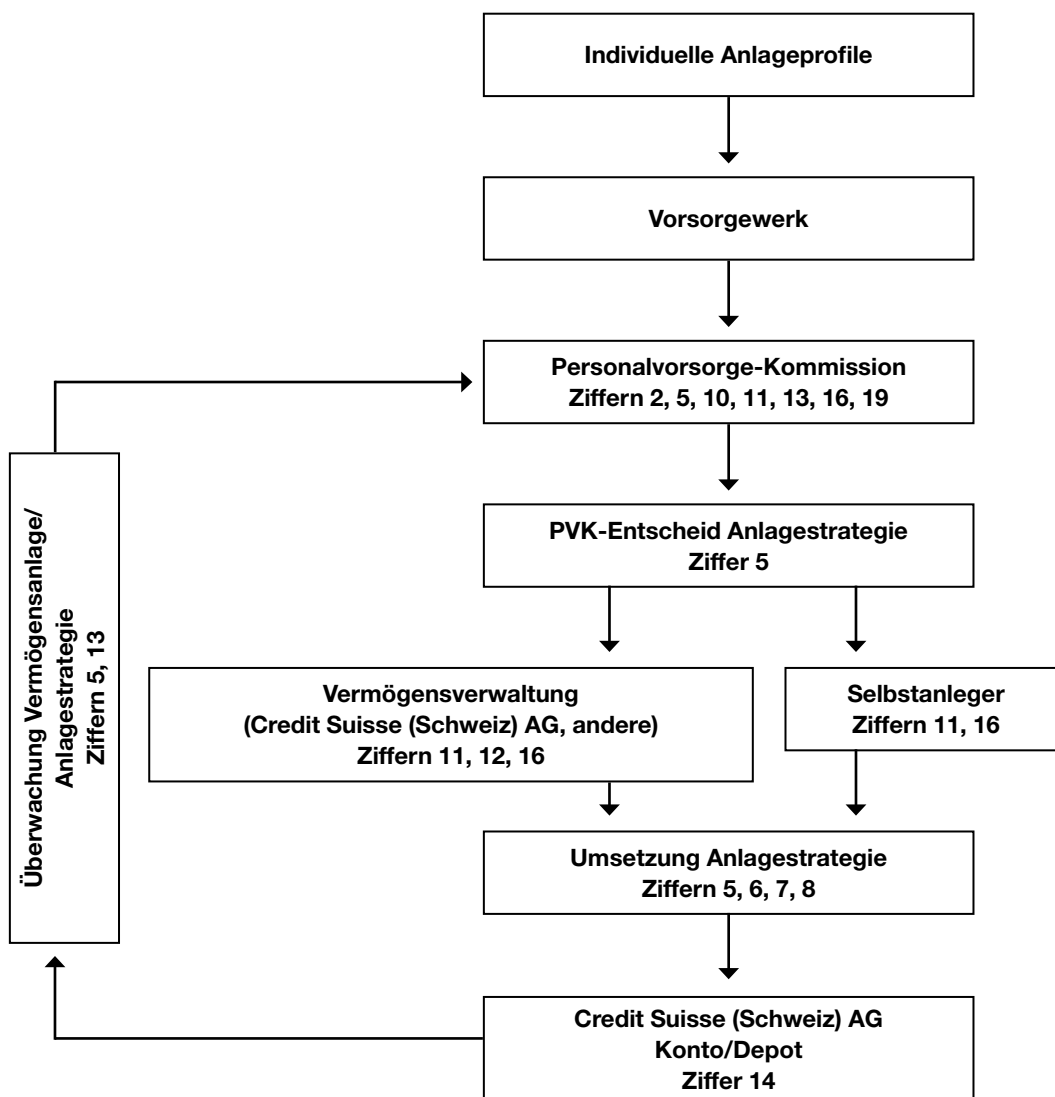 Individuelle Anlageprofile
Vorsorgewerk
Personalvorsorge-Kommission
Ziffern 2, 5, 10, 11, 13, 16, 19
PVK-Entscheid Anlagestrategie
Ziffer 5
Vermögensverwaltung
(Credit Suisse (Schweiz) AG, andere)
Ziffern 11, 12, 16
Selbstanleger
Ziffern 11, 16
Umsetzung Anlagestrategie
Ziffern 5, 6, 7, 8
Credit Suisse (Schweiz) AG
Konto/Depot
Ziffer 14
Überwachung Vermögensanlage/
Anlagestrategie
Ziffern 5, 13